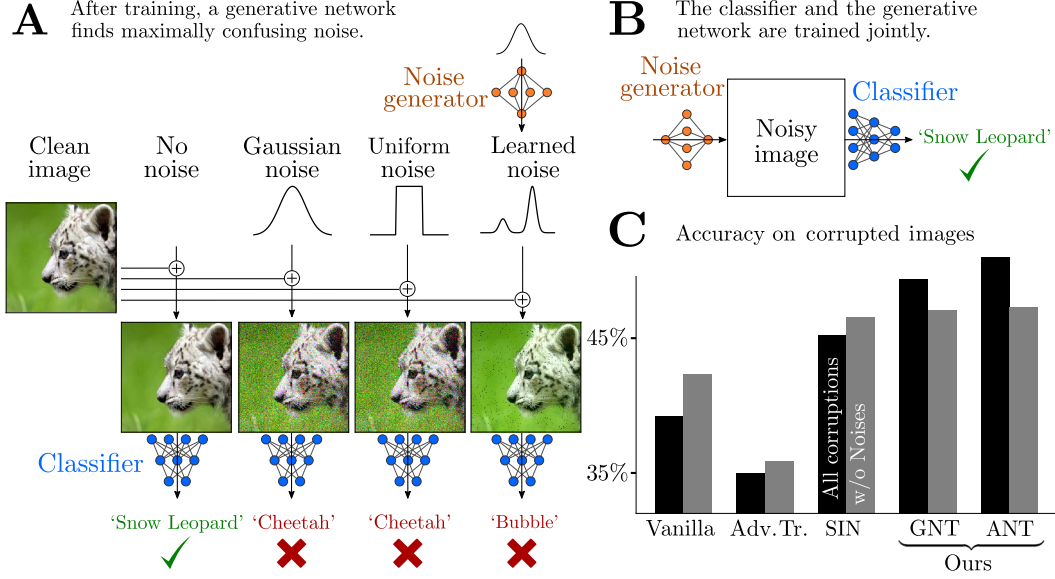 A
After training, a generative network
finds maximally confusing noise.
Noise
generator
Clean
image
No
noise
Gaussian
noise
Uniform
noise
Learned
noise
Classifier
‘Snow Leopard’
‘Cheetah’
‘Cheetah’
‘Bubble’
B
The classifier and the generative
network are trained jointly.
Noise
generator
Noisy
image
Classifier
‘Snow Leopard’
C
Accuracy on corrupted images
45%
35%
All corruptions
w/o Noises
Vanilla
Adv.Tr.
SIN
GNT
ANT
Ours